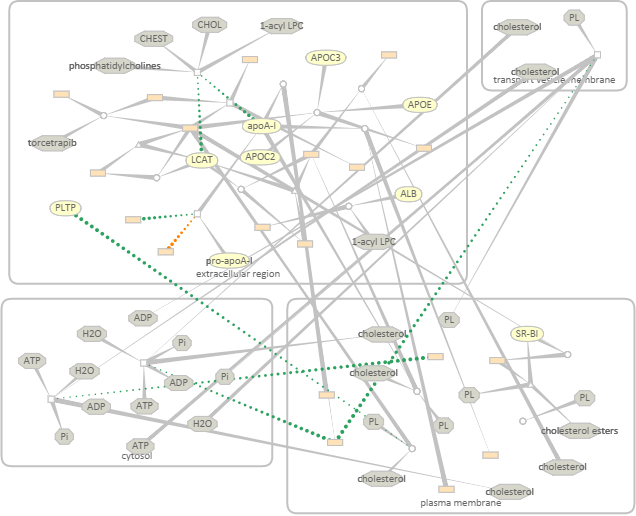 CHOL
1-acyl LPC
CHEST
phosphatidylcholines
APOC3
APOE
apoA-I
torcetrapib
LCAT
APOC2
PLTP
ALB
1-acyl LPC
pro-apoA-I
extracellular region
cholesterol
PL
cholesterol
transport vesicle membrane
ADP
H2O
Pi
ATP
H2O
ADP
Pi
ADP
ATP
H2O
Pi
ATP
cytosol
PL
cholesterol
SR-BI
cholesterol
PL
PL
PL
PL
cholesterol esters
cholesterol
cholesterol
cholesterol
plasma membrane